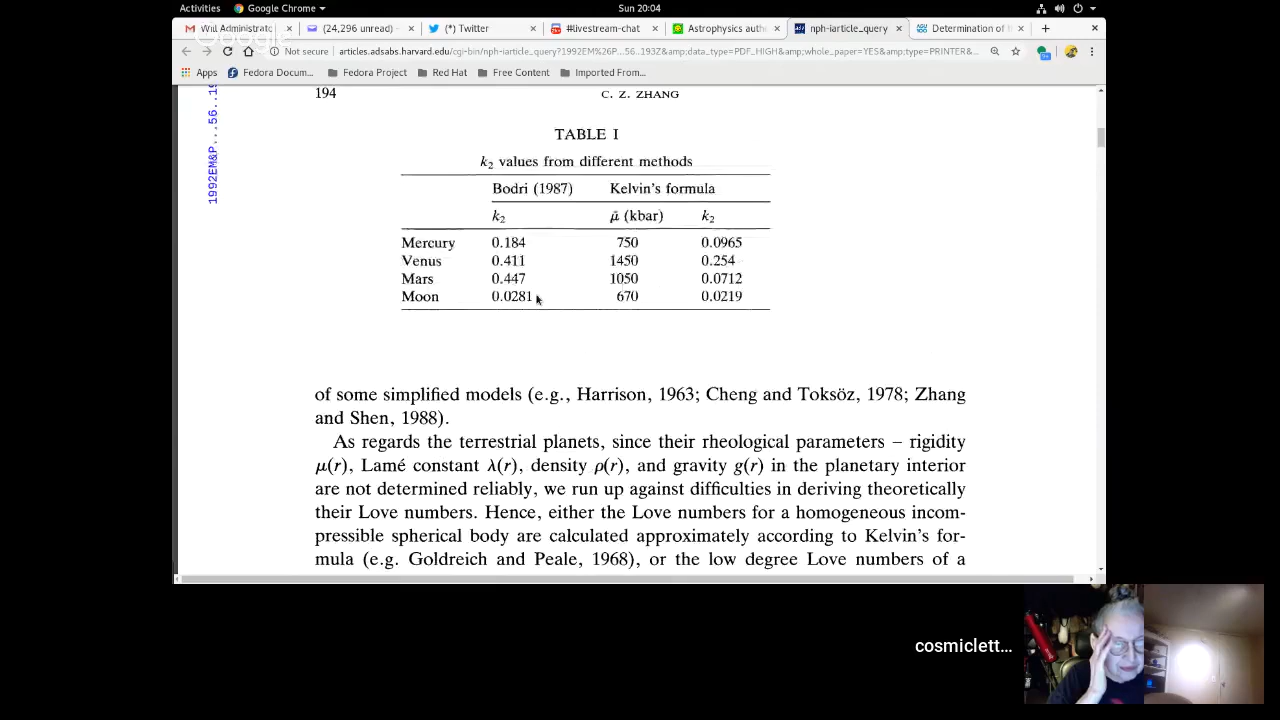 Activities Google Chrome Sun 20:04
(24,296 unread) - (*) Twitter #livestream-chat Astrophysics auth nph-iarticle_query Determination of t
Not secure articles.adsabs.harvard.edu/cgi-bin/nph-iarticle_query?1992EM%26P...56..193Z&amp;data_type=PDF_HIGH&amp;whole_paper=YES&amp;type=PRINTER&...
Apps Fedora Docum... Fedora Project Red Hat Free Content Imported From...
194 C. Z. ZHANG
1992EM&P...56..19
TABLE I
k₂ values from different methods
Bodri (1987) Kelvin's formula
k₂ μ̄ (kbar) k₂
Mercury 0.184 750 0.0965
Venus 0.411 1450 0.254
Mars 0.447 1050 0.0712
Moon 0.0281 670 0.0219
of some simplified models (e.g., Harrison, 1963; Cheng and Toksöz, 1978; Zhang
and Shen, 1988).
As regards the terrestrial planets, since their rheological parameters – rigidity
μ(r), Lamé constant λ(r), density ρ(r), and gravity g(r) in the planetary interior
are not determined reliably, we run up against difficulties in deriving theoretically
their Love numbers. Hence, either the Love numbers for a homogeneous incom-
pressible spherical body are calculated approximately according to Kelvin's for-
mula (e.g. Goldreich and Peale, 1968), or the low degree Love numbers of a
cosmiclett...